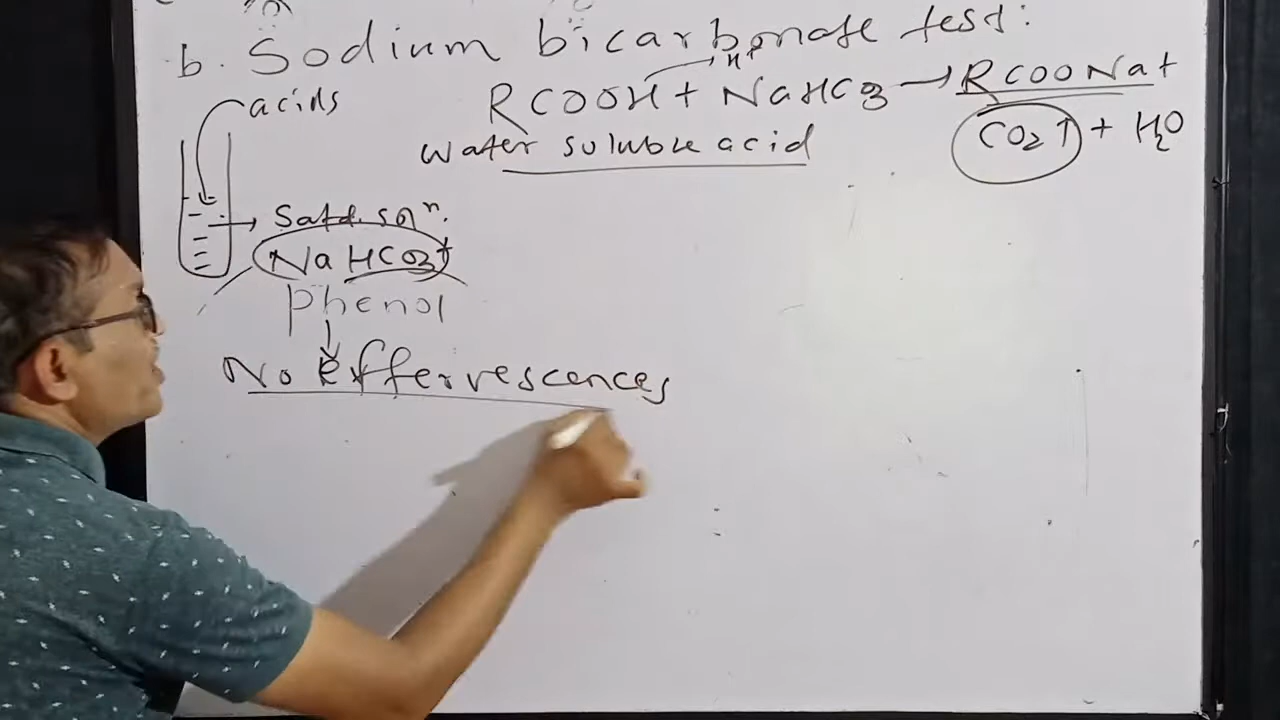 b. Sodium bicarbonate test:
H+
RCOOH + NaHCO3 → RCOONa +
CO2↑ + H2O
water soluble acid
acids
Satd. solⁿ.
NaHCO3 +
phenol
↓
No Effervescences